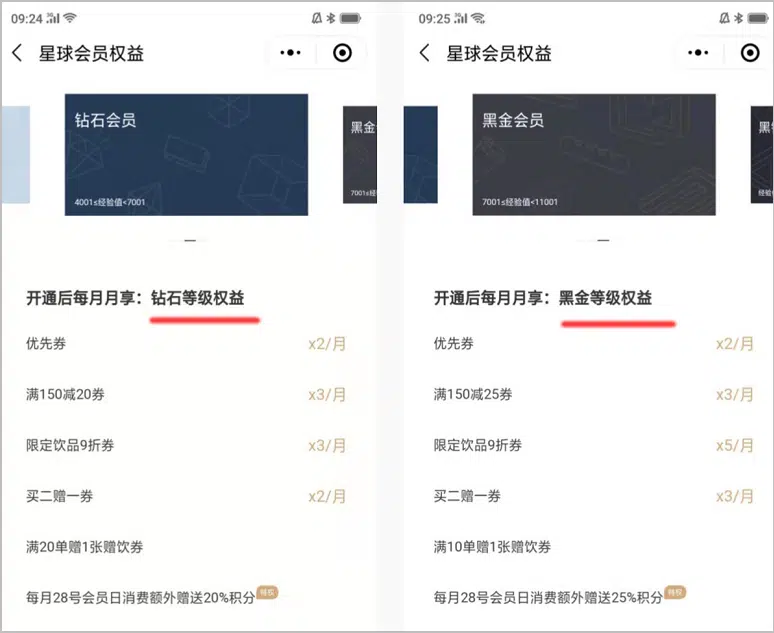 09:24
星球会员权益
钻石会员
4001≤经验值<7001
黑金
7001≤经
开通后每月月享：钻石等级权益
优先券 x2/月
满150减20券 x3/月
限定饮品9折券 x3/月
买二赠一券 x2/月
满20单赠1张赠饮券
每月28号会员日消费额外赠送20%积分 特权
09:25
星球会员权益
黑金会员
7001≤经验值<11001
黑
经验
开通后每月月享：黑金等级权益
优先券 x2/月
满150减25券 x3/月
限定饮品9折券 x5/月
买二赠一券 x3/月
满10单赠1张赠饮券
每月28号会员日消费额外赠送25%积分 特权